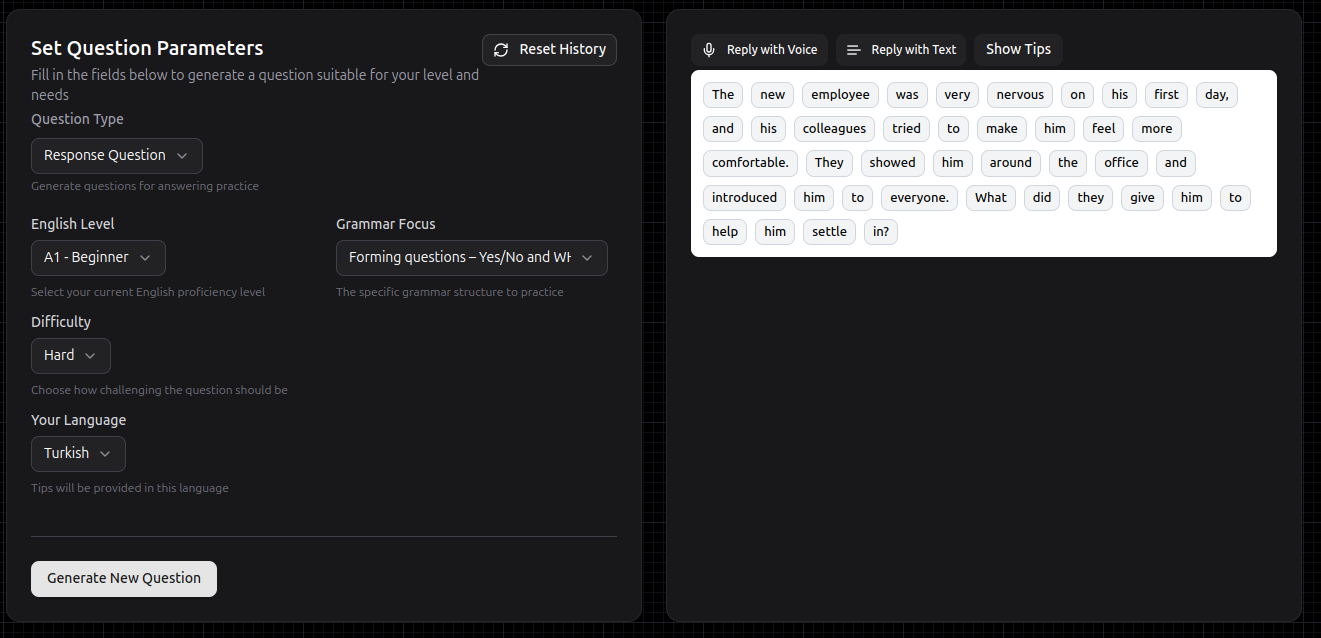 Set Question Parameters
Reset History
Fill in the fields below to generate a question suitable for your level and
needs
Question Type
Response Question
Generate questions for answering practice
English Level
Grammar Focus
A1 - Beginner
Forming questions – Yes/No and WH
Select your current English proficiency level
The specific grammar structure to practice
Difficulty
Hard
Choose how challenging the question should be
Your Language
Turkish
Tips will be provided in this language
Generate New Question
Reply with Voice
Reply with Text
Show Tips
The new employee was very nervous on his first day,
and his colleagues tried to make him feel more
comfortable. They showed him around the office and
introduced him to everyone. What did they give him to
help him settle in?